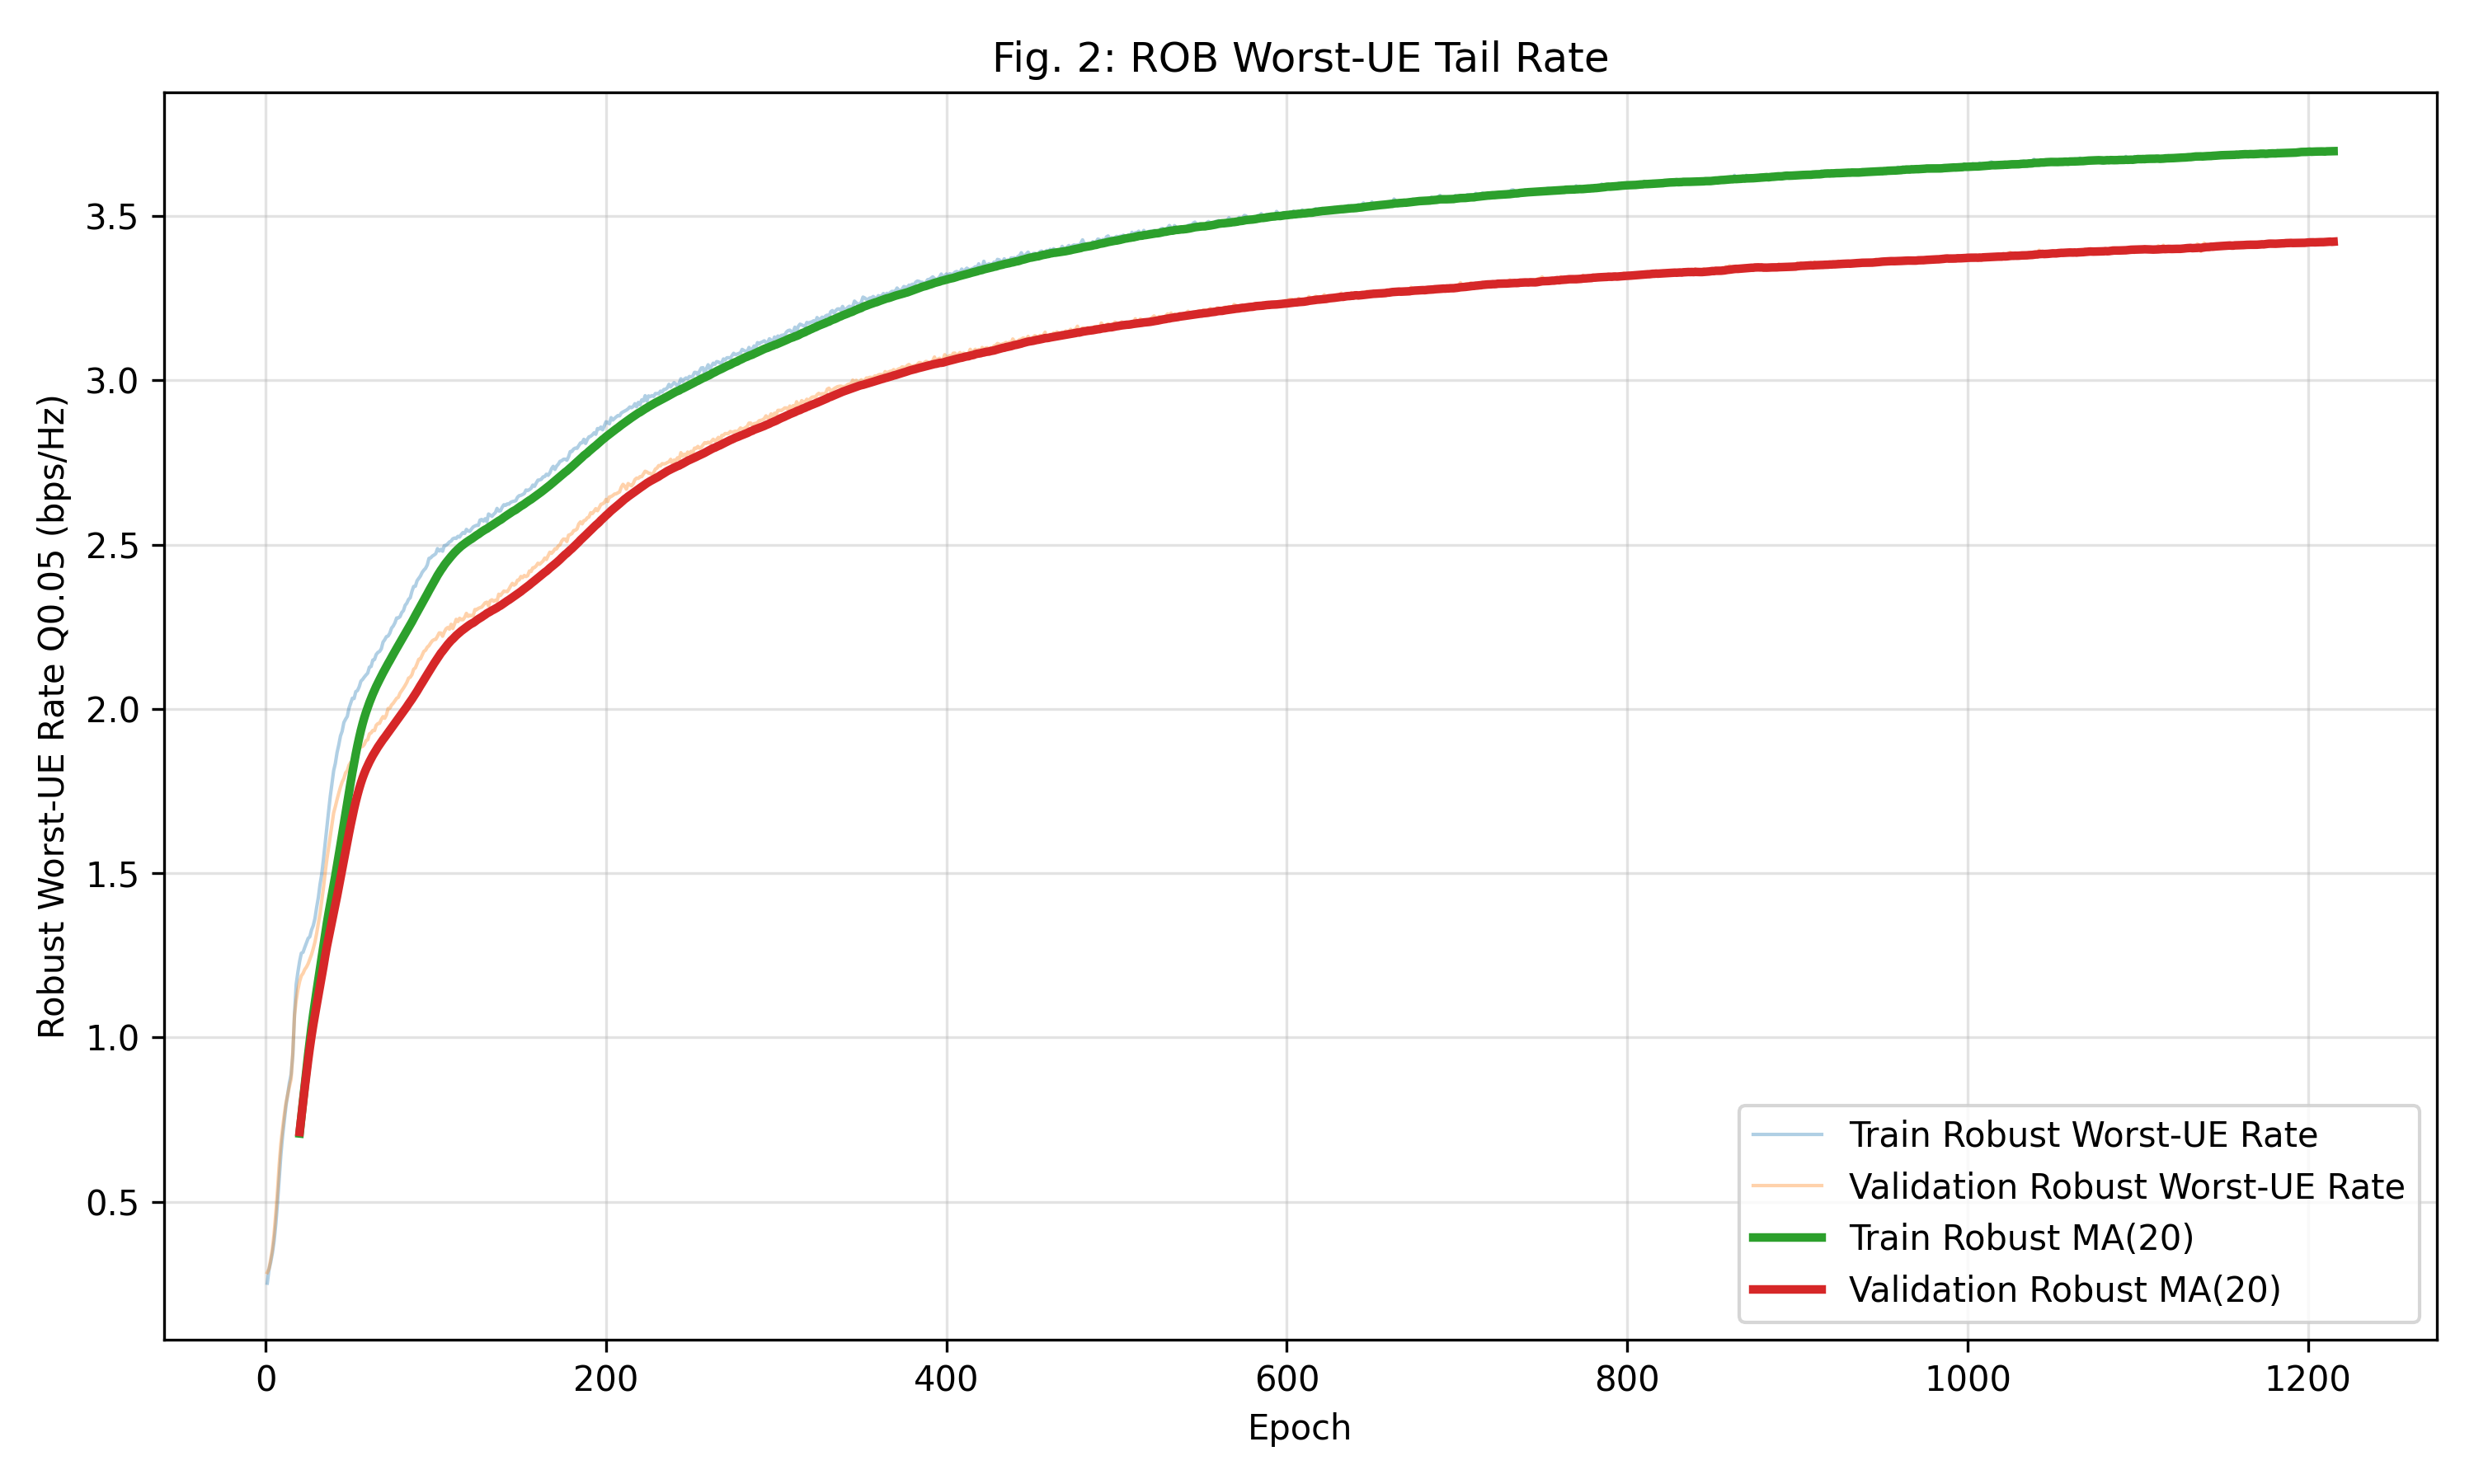 Fig. 2: ROB Worst-UE Tail Rate
Robust Worst-UE Rate Q0.05 (bps/Hz)
3.5
3.0
2.5
2.0
1.5
1.0
0.5
Train Robust Worst-UE Rate
Validation Robust Worst-UE Rate
Train Robust MA(20)
Validation Robust MA(20)
0 200 400 600 800 1000 1200
Epoch